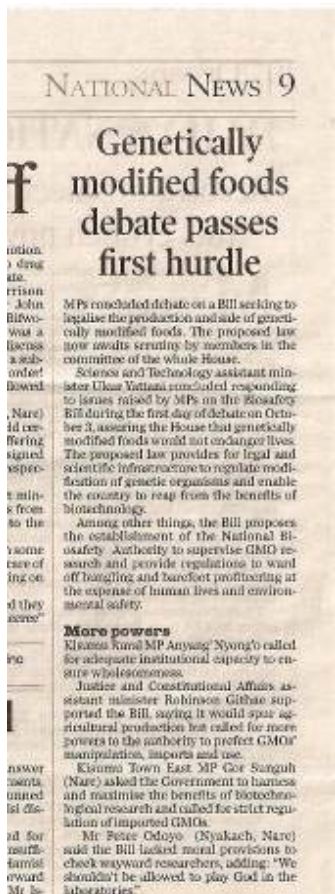 NATIONAL NEWS 9
Genetically
modified foods
debate passes
first hurdle
MPs concluded debate on a Bill seeking to
legalise the production and sale of geneti-
cally modified foods. The proposed law
now awaits scrutiny by members in the
committee of the whole House.
Science and Technology assistant min-
ister Ukur Yattani concluded responding
to issues raised by MPs on the Biosafety
Bill during the first day of debate on Octo-
ber 3, assuring the House that genetically
modified foods would not endanger lives.
The proposed law provides for legal and
scientific infrastructure to regulate modi-
fication of genetic organisms and enable
the country to reap from the benefits of
biotechnology.
Among other things, the Bill proposes
the establishment of the National Bi-
osafety Authority to supervise GMO re-
search and provide regulations to ward
off bungling and barefoot profiteering at
the expense of human lives and environ-
mental safety.
More powers
Kisumu Rural MP Anyang' Nyong'o called
for adequate institutional capacity to en-
sure wholesomeness.
Justice and Constitutional Affairs as-
sistant minister Robinson Githae sup-
ported the Bill, saying it would spur ag-
ricultural production but called for more
powers to the authority to protect GMOs'
manipulation, imports and use.
Kisumu Town East MP Gor Sunguh
(Narc) asked the Government to harness
and maximise the benefits of biotechno-
logical research and called for strict regu-
lation of imported GMOs.
Mr Peter Odoyo (Nyakach, Narc)
said the Bill lacked moral provisions to
check wayward researchers, adding: "We
shouldn't be allowed to play God in the
laboratories."